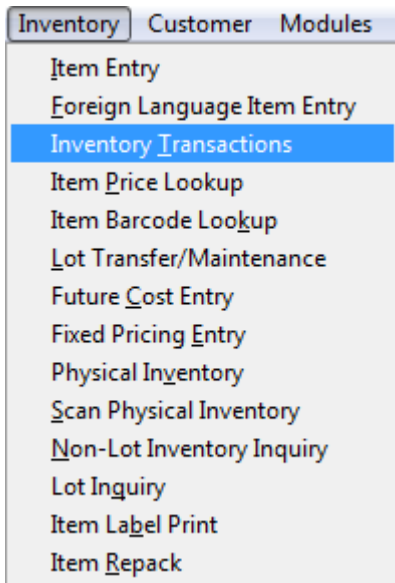 Inventory Customer Modules
Item Entry
Foreign Language Item Entry
Inventory Transactions
Item Price Lookup
Item Barcode Lookup
Lot Transfer/Maintenance
Future Cost Entry
Fixed Pricing Entry
Physical Inventory
Scan Physical Inventory
Non-Lot Inventory Inquiry
Lot Inquiry
Item Label Print
Item Repack